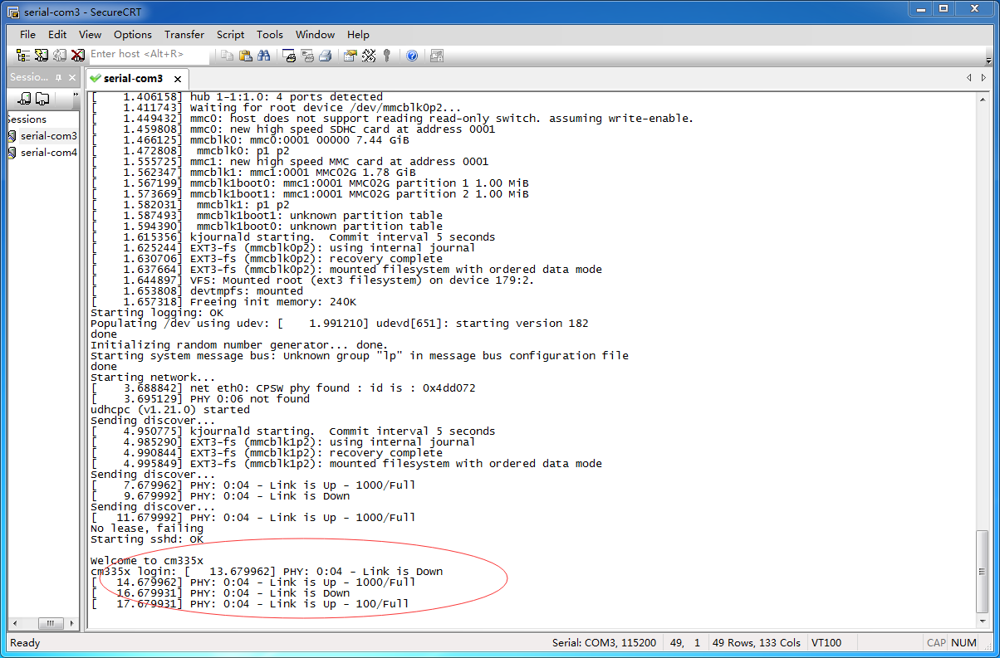 serial-com3 - SecureCRT
File Edit View Options Transfer Script Tools Window Help
Enter host <Alt+R>
Sessio...
serial-com3
essions
serial-com3
serial-com4
[    1.406158] hub 1-1:1.0: 4 ports detected
[    1.411743] Waiting for root device /dev/mmcblk0p2...
[    1.449432] mmc0: host does not support reading read-only switch. assuming write-enable.
[    1.459808] mmc0: new high speed SDHC card at address 0001
[    1.466125] mmcblk0: mmc0:0001 00000 7.44 GiB
[    1.472808]  mmcblk0: p1 p2
[    1.555725] mmc1: new high speed MMC card at address 0001
[    1.562347] mmcblk1: mmc1:0001 MMC02G 1.78 GiB
[    1.567199] mmcblk1boot0: mmc1:0001 MMC02G partition 1 1.00 MiB
[    1.573669] mmcblk1boot1: mmc1:0001 MMC02G partition 2 1.00 MiB
[    1.582031]  mmcblk1: p1 p2
[    1.587493]  mmcblk1boot1: unknown partition table
[    1.594390]  mmcblk1boot0: unknown partition table
[    1.615356] kjournald starting.  Commit interval 5 seconds
[    1.625244] EXT3-fs (mmcblk0p2): using internal journal
[    1.630706] EXT3-fs (mmcblk0p2): recovery complete
[    1.637664] EXT3-fs (mmcblk0p2): mounted filesystem with ordered data mode
[    1.644897] VFS: Mounted root (ext3 filesystem) on device 179:2.
[    1.653808] devtmpfs: mounted
[    1.657318] Freeing init memory: 240K
Starting logging: OK
Populating /dev using udev: [    1.991210] udevd[651]: starting version 182
done
Initializing random number generator... done.
Starting system message bus: Unknown group "lp" in message bus configuration file
done
Starting network...
[    3.688842] net eth0: CPSW phy found : id is : 0x4dd072
[    3.695129] PHY 0:06 not found
udhcpc (v1.21.0) started
Sending discover...
[    4.950775] kjournald starting.  Commit interval 5 seconds
[    4.985290] EXT3-fs (mmcblk1p2): using internal journal
[    4.990844] EXT3-fs (mmcblk1p2): recovery complete
[    4.995849] EXT3-fs (mmcblk1p2): mounted filesystem with ordered data mode
Sending discover...
[    7.679962] PHY: 0:04 - Link is Up - 1000/Full
[    9.679992] PHY: 0:04 - Link is Down
Sending discover...
[   11.679992] PHY: 0:04 - Link is Up - 1000/Full
No lease, failing
Starting sshd: OK
Welcome to cm335x
cm335x login: [   13.679962] PHY: 0:04 - Link is Down
[   14.679962] PHY: 0:04 - Link is Up - 1000/Full
[   16.679931] PHY: 0:04 - Link is Down
[   17.679931] PHY: 0:04 - Link is Up - 100/Full
Ready Serial: COM3, 115200 49, 1 49 Rows, 133 Cols VT100 CAP NUM